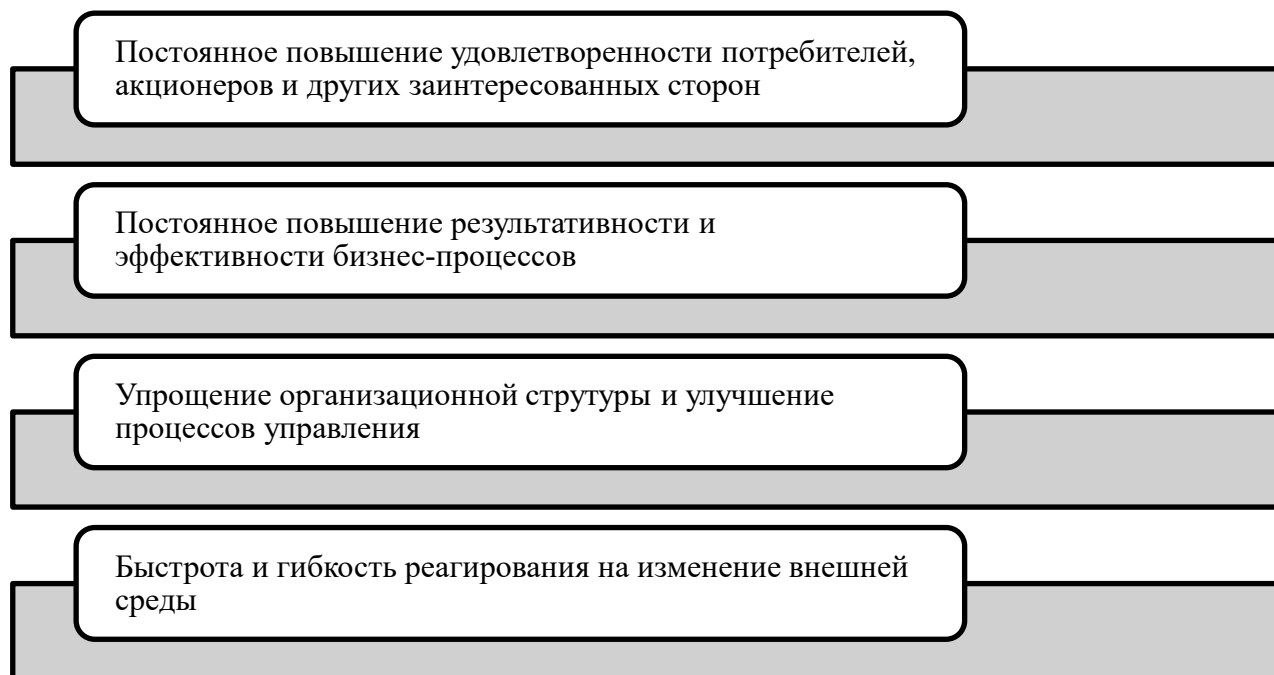 Постоянное повышение удовлетворенности потребителей,
акционеров и других заинтересованных сторон
Постоянное повышение результативности и
эффективности бизнес-процессов
Упрощение организационной струтуры и улучшение
процессов управления
Быстрота и гибкость реагирования на изменение внешней
среды